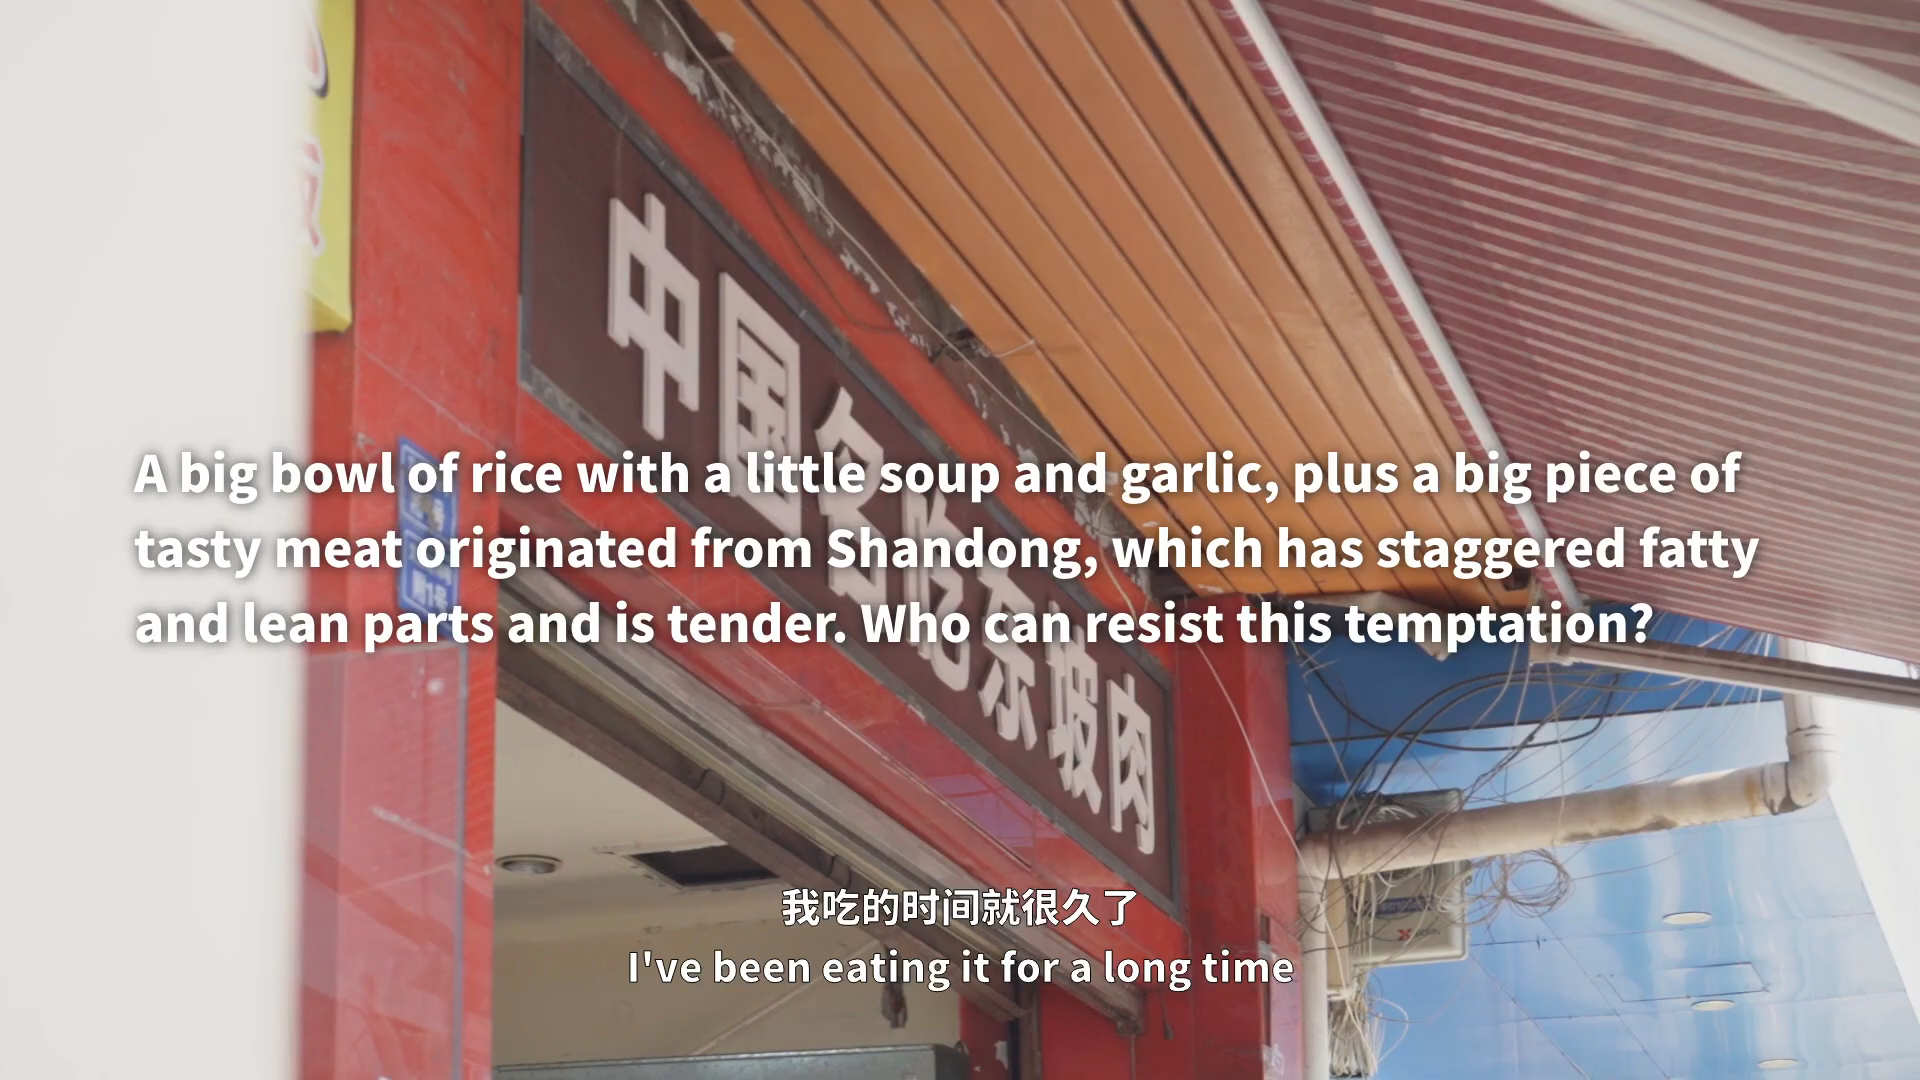 中国名吃东坡肉
A big bowl of rice with a little soup and garlic, plus a big piece of
tasty meat originated from Shandong, which has staggered fatty
and lean parts and is tender. Who can resist this temptation?
我吃的时间就很久了
I've been eating it for a long time